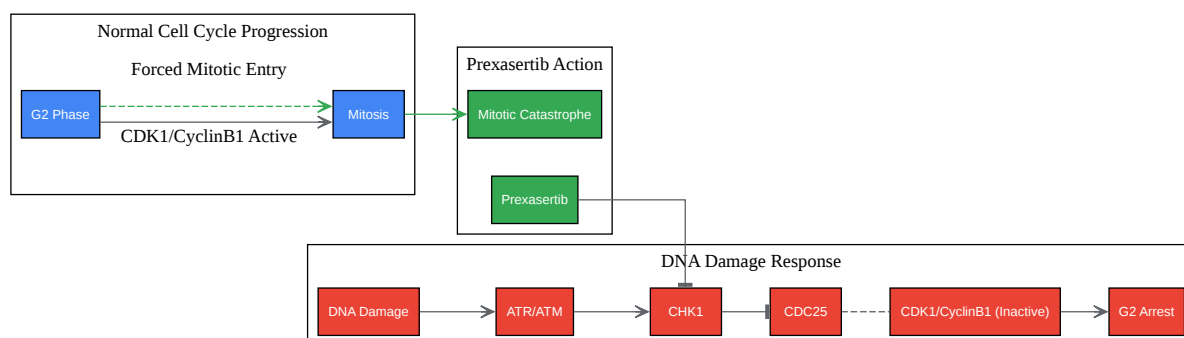 Normal Cell Cycle Progression
Forced Mitotic Entry
G2 Phase
Mitosis
CDK1/CyclinB1 Active
Prexasertib Action
Mitotic Catastrophe
Prexasertib
DNA Damage Response
DNA Damage
ATR/ATM
CHK1
CDC25
CDK1/CyclinB1 (Inactive)
G2 Arrest